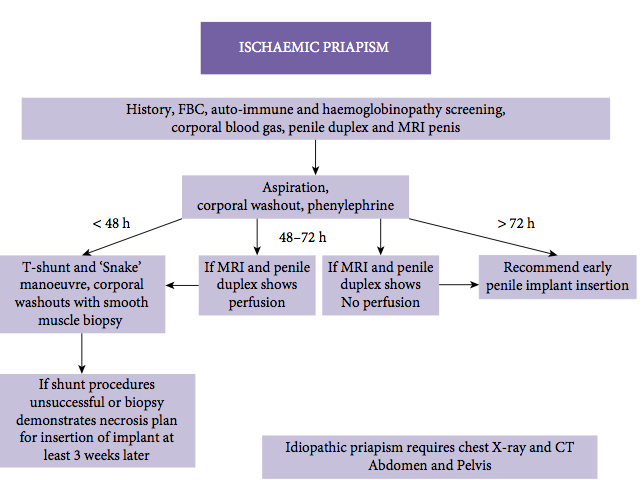 ISCHAEMIC PRIAPISM
History, FBC, auto-immune and haemoglobinopathy screening,
corporal blood gas, penile duplex and MRI penis
Aspiration,
corporal washout, phenylephrine
< 48 h
48–72 h
> 72 h
T-shunt and ‘Snake’
manoeuvre, corporal
washouts with smooth
muscle biopsy
If MRI and penile
duplex shows
perfusion
If MRI and penile
duplex shows
No perfusion
Recommend early
penile implant insertion
If shunt procedures
unsuccessful or biopsy
demonstrates necrosis plan
for insertion of implant at
least 3 weeks later
Idiopathic priapism requires chest X-ray and CT
Abdomen and Pelvis